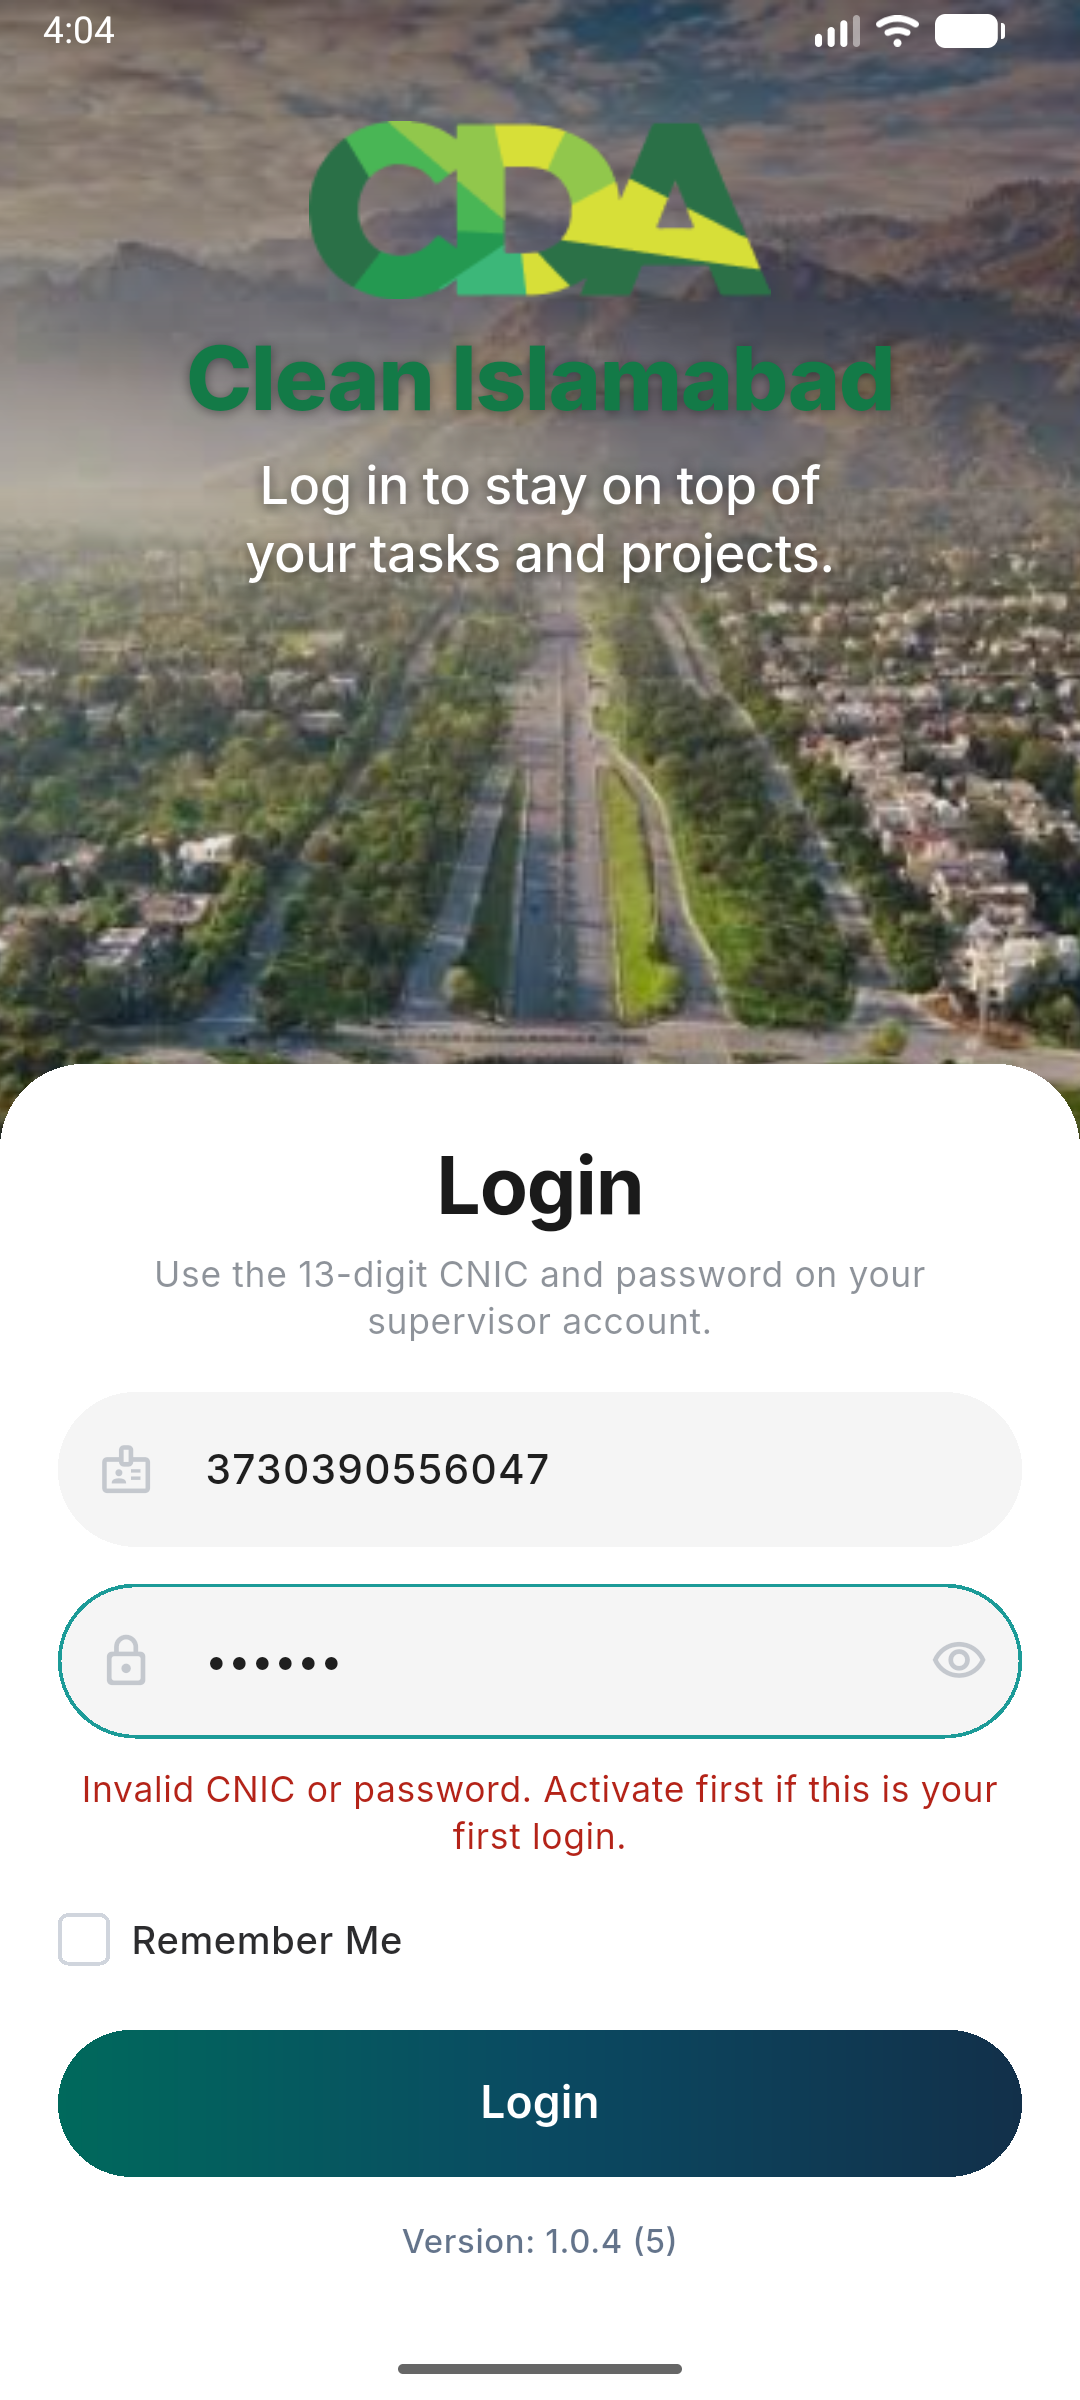 4:04
CDA
Clean Islamabad
Log in to stay on top of
your tasks and projects.
Login
Use the 13-digit CNIC and password on your
supervisor account.
3730390556047
••••••
Invalid CNIC or password. Activate first if this is your
first login.
Remember Me
Login
Version: 1.0.4 (5)